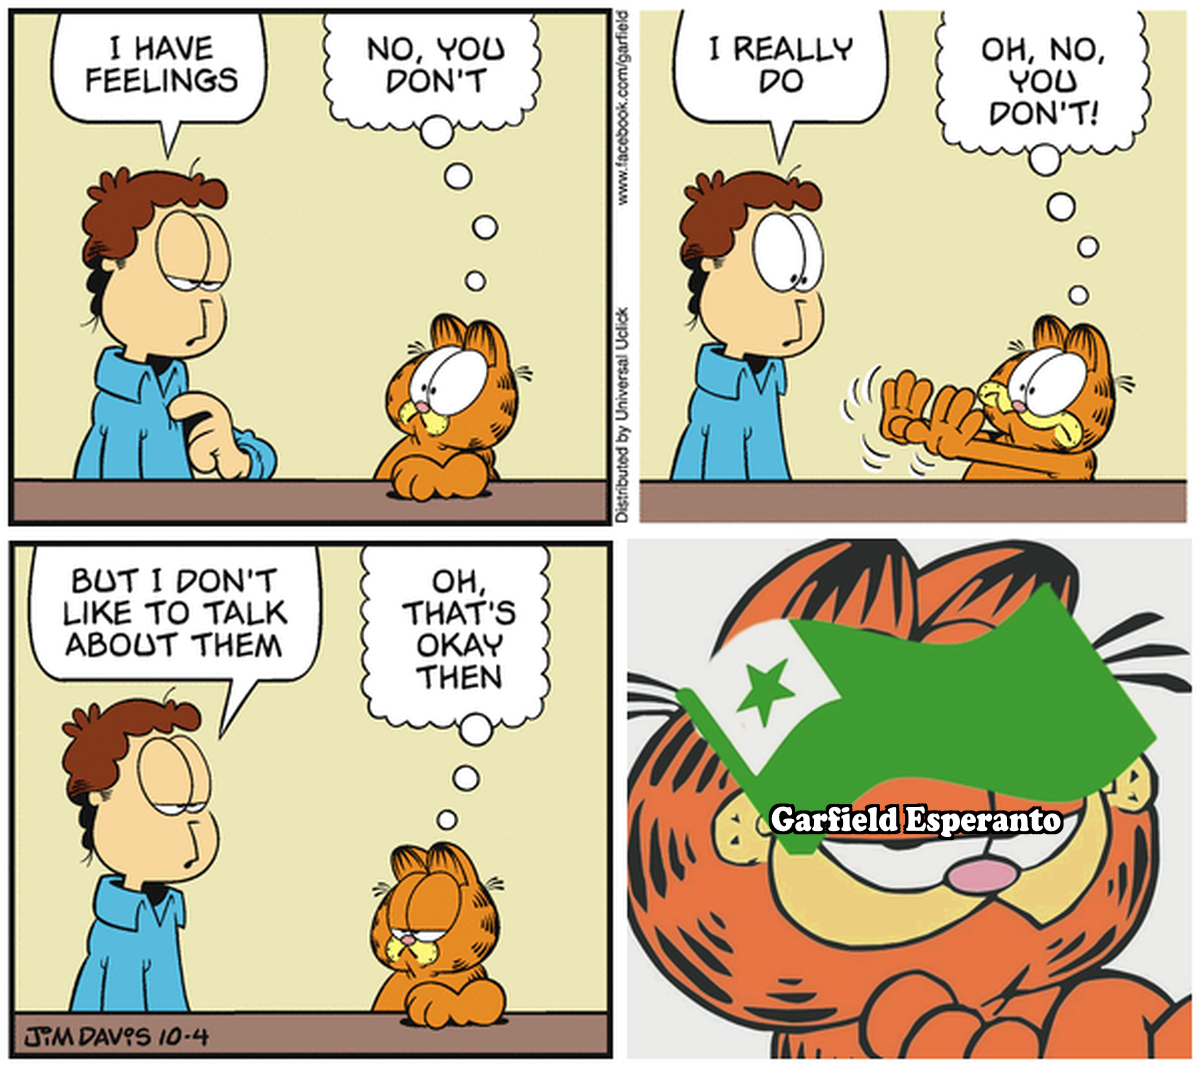 I HAVE
FEELINGS
NO, YOU
DON'T
www.facebook.com/garfield
Distributed by Universal Uclick
I REALLY
DO
OH, NO,
YOU
DON'T!
BUT I DON'T
LIKE TO TALK
ABOUT THEM
OH,
THAT'S
OKAY
THEN
JIM DAVIS 10-4
Garfield Esperanto